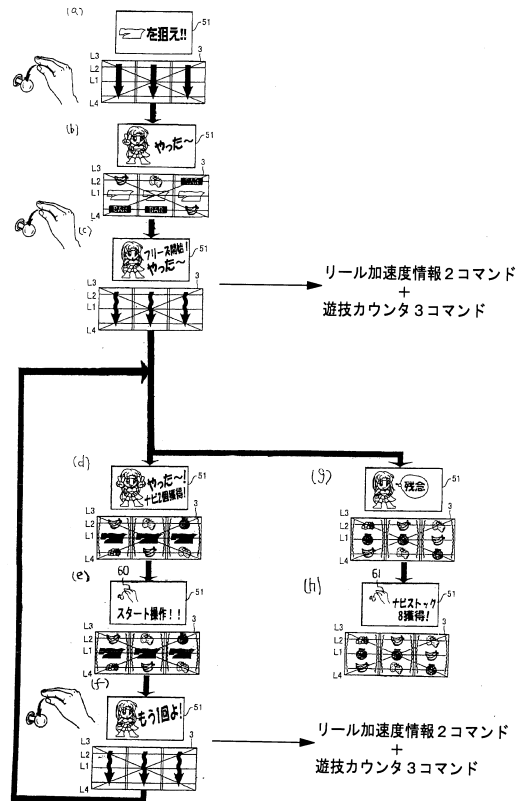 (a)
を狙え!!
51
3
L3
L2
L1
L4
(b)
やった～
51
3
L3
L2
L1
L4
BAR
BAR
BAR
(c)
フリーズ開始!
やった～
51
3
L3
L2
L1
L4
リール加速度情報２コマンド
＋
遊技カウンタ３コマンド
(d)
やった～!
ナビ2個獲得!
51
3
L3
L2
L1
L4
(g)
残念
51
3
L3
L2
L1
L4
(e)
60
スタート操作!!
51
3
L3
L2
L1
L4
(h)
61
ナビストック
8獲得!
51
3
L3
L2
L1
L4
(f)
もう1回よ!
51
3
L3
L2
L1
L4
リール加速度情報２コマンド
＋
遊技カウンタ３コマンド